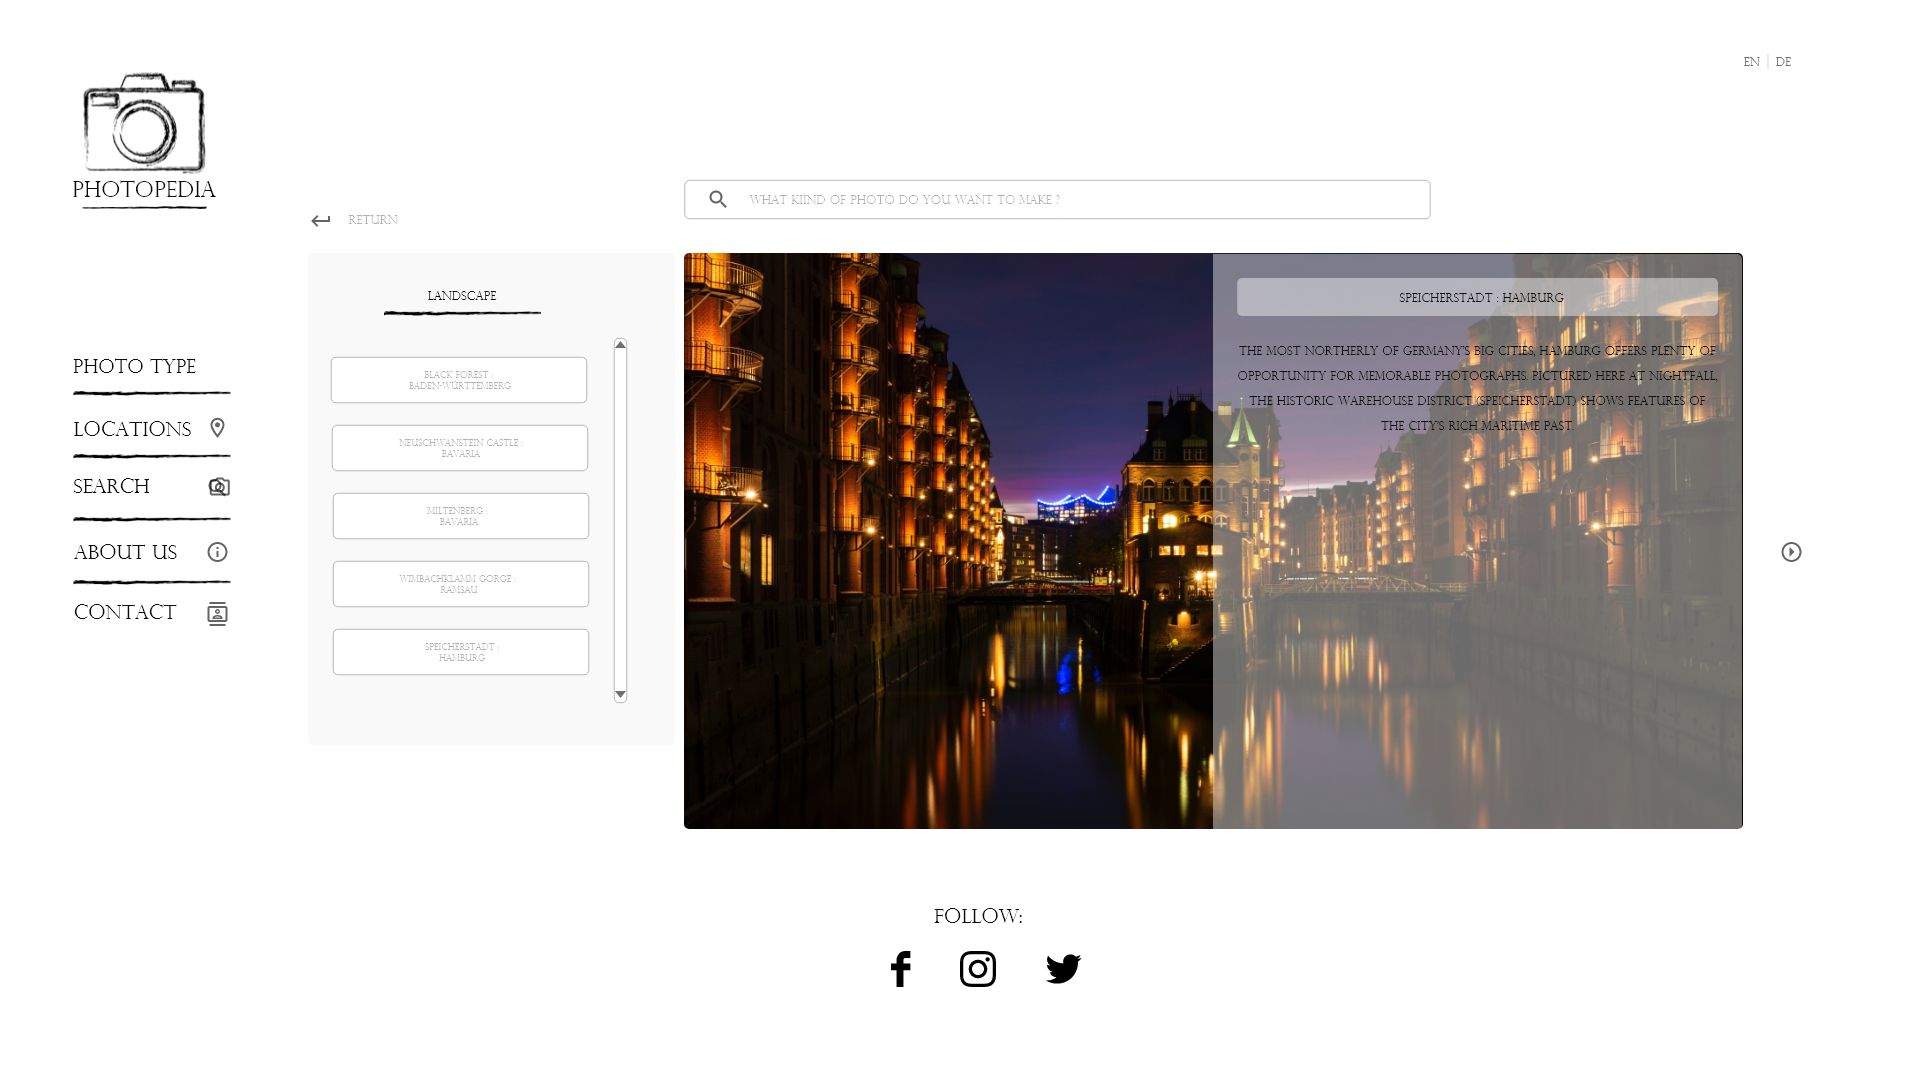 EN | DE
PHOTOPEDIA
WHAT KIIND OF PHOTO DO YOU WANT TO MAKE ?
RETURN
PHOTO TYPE
LOCATIONS
SEARCH
ABOUT US
CONTACT
LANDSCAPE
BLACK FOREST :
BADEN-WÜRTTEMBERG
NEUSCHWANSTEIN CASTLE :
BAVARIA
MILTENBERG :
BAVARIA
WIMBACHKLAMM GORGE :
RAMSAU
SPEICHERSTADT :
HAMBURG
SPEICHERSTADT : HAMBURG
THE MOST NORTHERLY OF GERMANY'S BIG CITIES, HAMBURG OFFERS PLENTY OF
OPPORTUNITY FOR MEMORABLE PHOTOGRAPHS. PICTURED HERE AT NIGHTFALL,
THE HISTORIC WAREHOUSE DISTRICT (SPEICHERSTADT) SHOWS FEATURES OF
THE CITY'S RICH MARITIME PAST.
FOLLOW: